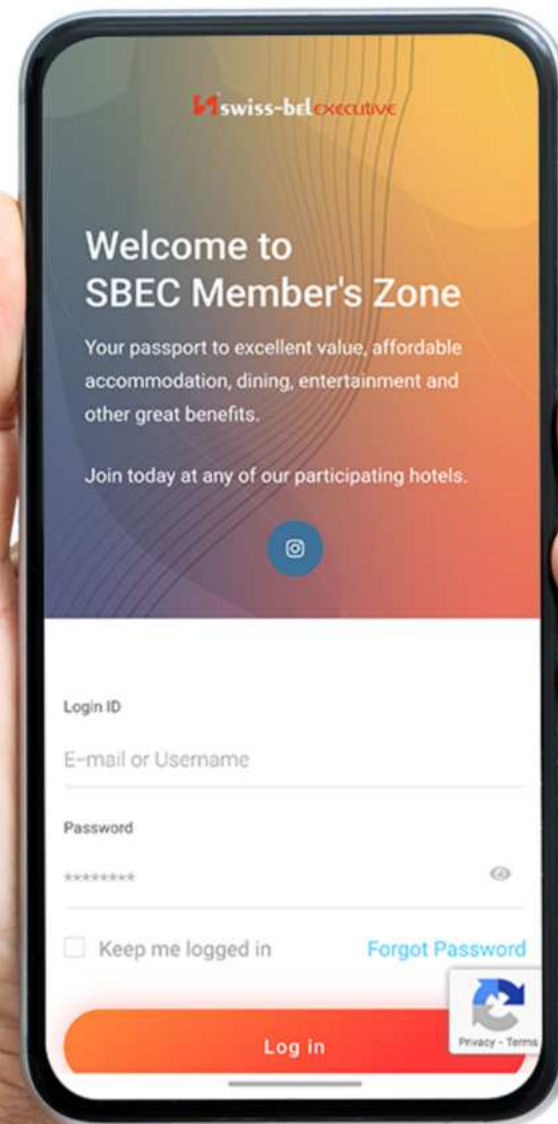 swiss-belexecutive
Welcome to
SBEC Member's Zone
Your passport to excellent value, affordable
accommodation, dining, entertainment and
other great benefits.
Join today at any of our participating hotels.
Login ID
E-mail or Username
Password
********
Keep me logged in
Forgot Password
Log in
Privacy - Terms